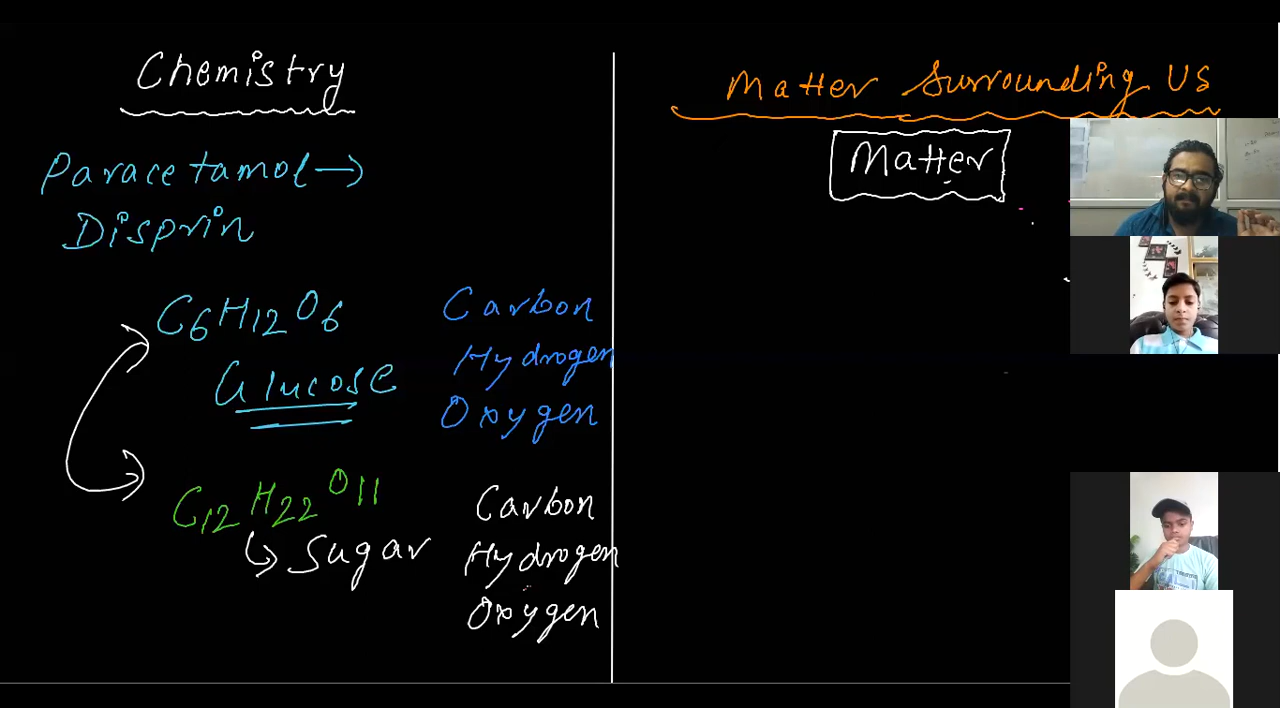 Chemistry
Paracetamol →
Disprin
C6H12O6
Glucose
Carbon
Hydrogen
Oxygen
C12H22O11
↳ Sugar
Carbon
Hydrogen
Oxygen
Matter Surrounding US
Matter